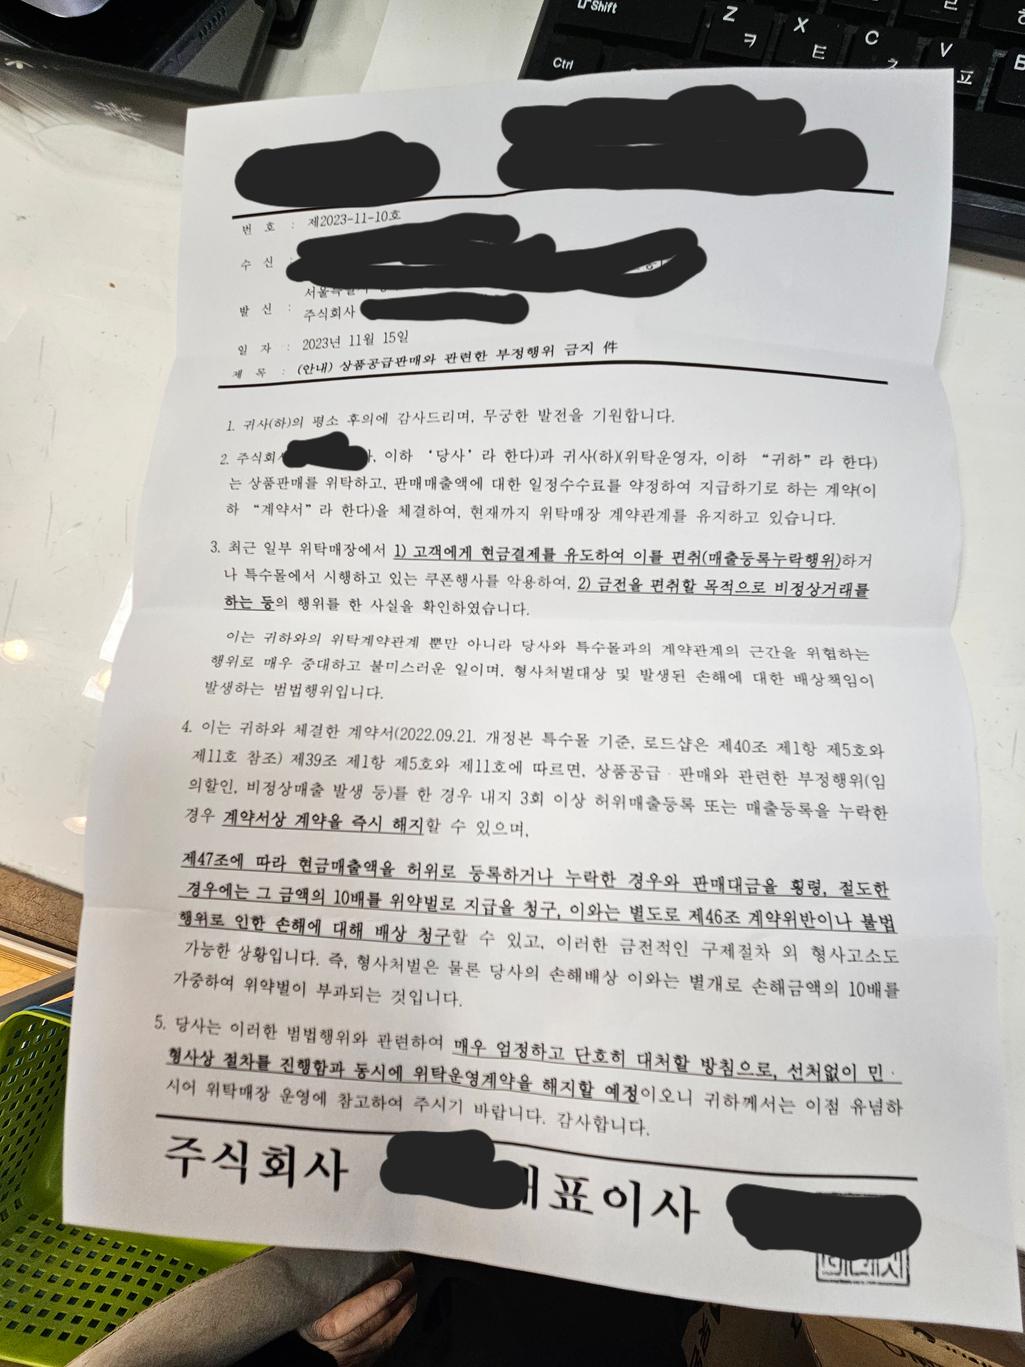 Shift
Z
ㅋ
X
ㅌ
C
V
ㅍ
B
Ctrl
번 호 : 제2023-11-10호
수 신 :
서울특별시
발 신 : 주식회사
일 자 : 2023년 11월 15일
제 목 : (안내) 상품공급판매와 관련한 부정행위 금지 件
1. 귀사(하)의 평소 후의에 감사드리며, 무궁한 발전을 기원합니다.
2. 주식회사 이하 ‘당사’라 한다)과 귀사(하)(위탁운영자, 이하 “귀하”라 한다)
는 상품판매를 위탁하고, 판매매출액에 대한 일정수수료를 약정하여 지급하기로 하는 계약(이
하 “계약서”라 한다)을 체결하여, 현재까지 위탁매장 계약관계를 유지하고 있습니다.
3. 최근 일부 위탁매장에서 1) 고객에게 현금결제를 유도하여 이를 편취(매출등록누락행위)하거
나 특수몰에서 시행하고 있는 쿠폰행사를 악용하여, 2) 금전을 편취할 목적으로 비정상거래를
하는 등의 행위를 한 사실을 확인하였습니다.
이는 귀하와의 위탁계약관계 뿐만 아니라 당사와 특수몰과의 계약관계의 근간을 위협하는
행위로 매우 중대하고 불미스러운 일이며, 형사처벌대상 및 발생된 손해에 대한 배상책임이
발생하는 범법행위입니다.
4. 이는 귀하와 체결한 계약서(2022.09.21. 개정본 특수몰 기준, 로드샵은 제40조 제1항 제5호와
제11호 참조) 제39조 제1항 제5호와 제11호에 따르면, 상품공급·판매와 관련한 부정행위(임
의할인, 비정상매출 발생 등)를 한 경우 내지 3회 이상 허위매출등록 또는 매출등록을 누락한
경우 계약서상 계약을 즉시 해지할 수 있으며,
제47조에 따라 현금매출액을 허위로 등록하거나 누락한 경우와 판매대금을 횡령, 절도한
경우에는 그 금액의 10배를 위약벌로 지급을 청구, 이와는 별도로 제46조 계약위반이나 불법
행위로 인한 손해에 대해 배상 청구할 수 있고, 이러한 금전적인 구제절차 외 형사고소도
가능한 상황입니다. 즉, 형사처벌은 물론 당사의 손해배상 이와는 별개로 손해금액의 10배를
가중하여 위약벌이 부과되는 것입니다.
5. 당사는 이러한 범법행위와 관련하여 매우 엄정하고 단호히 대처할 방침으로, 선처없이 민·
형사상 절차를 진행함과 동시에 위탁운영계약을 해지할 예정이오니 귀하께서는 이점 유념하
시어 위탁매장 운영에 참고하여 주시기 바랍니다. 감사합니다.
주식회사 대표이사